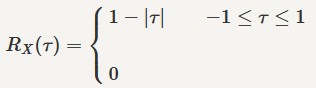 R_X(τ) = { 1 − |τ|    −1 ≤ τ ≤ 1
0